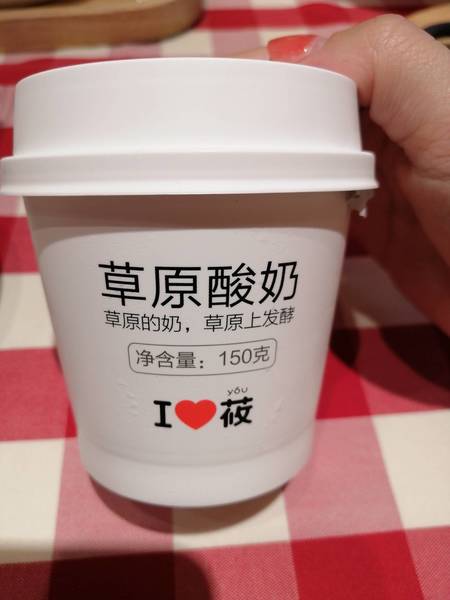 草原酸奶
草原的奶，草原上发酵
净含量：150克
yóu
I❤莜